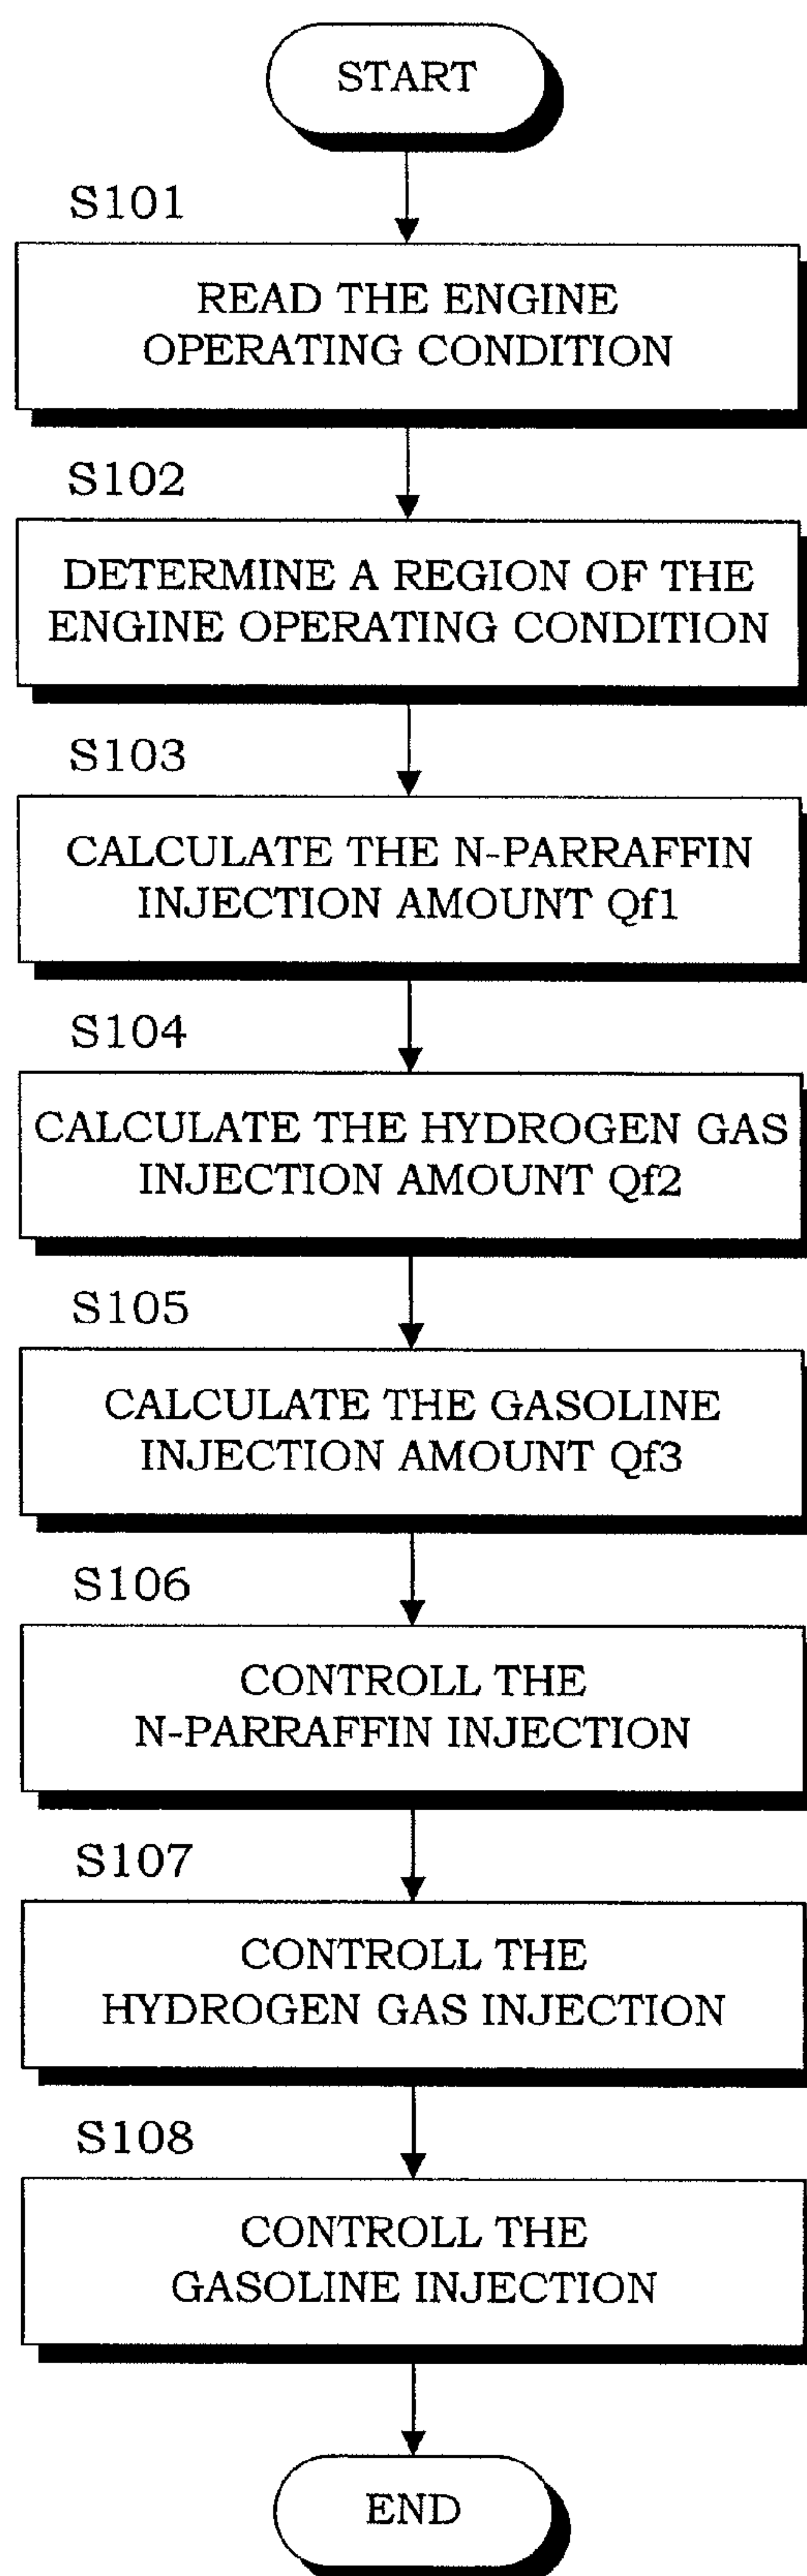 START
S101
READ THE ENGINE
OPERATING CONDITION
S102
DETERMINE A REGION OF THE
ENGINE OPERATING CONDITION
S103
CALCULATE THE N-PARRAFFIN
INJECTION AMOUNT Qf1
S104
CALCULATE THE HYDROGEN GAS
INJECTION AMOUNT Qf2
S105
CALCULATE THE GASOLINE
INJECTION AMOUNT Qf3
S106
CONTROLL THE
N-PARRAFFIN INJECTION
S107
CONTROLL THE
HYDROGEN GAS INJECTION
S108
CONTROLL THE
GASOLINE INJECTION
END